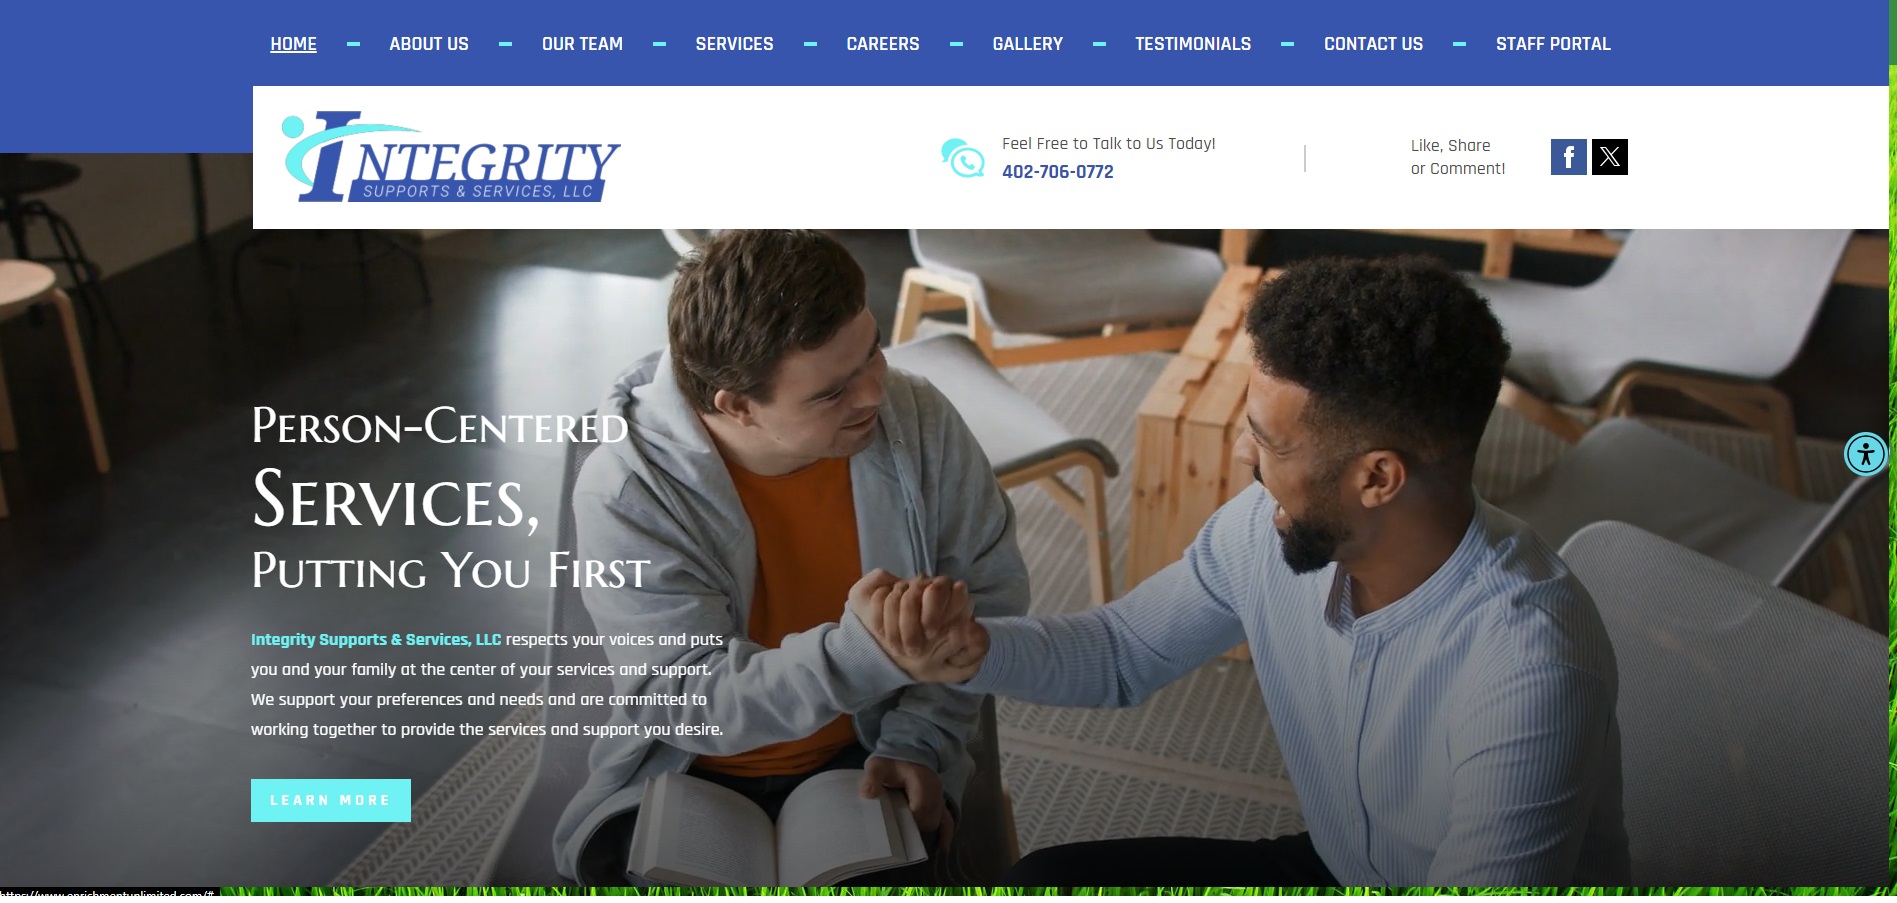 HOME - ABOUT US - OUR TEAM - SERVICES - CAREERS - GALLERY - TESTIMONIALS - CONTACT US - STAFF PORTAL
INTEGRITY
SUPPORTS & SERVICES, LLC
Feel Free to Talk to Us Today!
402-706-0772
Like, Share
or Comment!
f X
PERSON-CENTERED
SERVICES,
PUTTING YOU FIRST
Integrity Supports & Services, LLC respects your voices and puts
you and your family at the center of your services and support.
We support your preferences and needs and are committed to
working together to provide the services and support you desire.
LEARN MORE
https://www.enrichmentunlimited.com/#